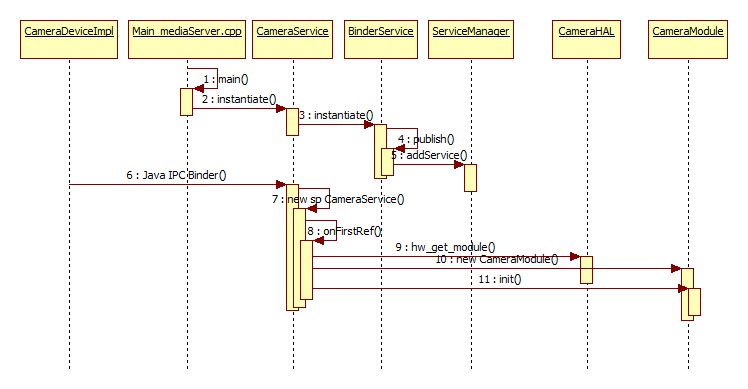 CameraDeviceImpl
Main_mediaServer.cpp
CameraService
BinderService
ServiceManager
CameraHAL
CameraModule
1 : main()
2 : instantiate()
3 : instantiate()
4 : publish()
5 : addService()
6 : Java IPC Binder()
7 : new sp CameraService()
8 : onFirstRef()
9 : hw_get_module()
10 : new CameraModule()
11 : init()